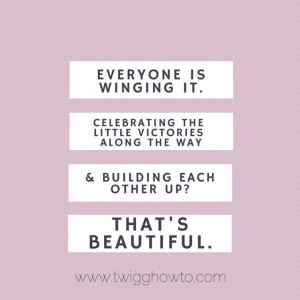 EVERYONE IS
WINGING IT.
CELEBRATING THE
LITTLE VICTORIES
ALONG THE WAY
& BUILDING EACH
OTHER UP?
THAT'S
BEAUTIFUL.
www.twigghowto.com